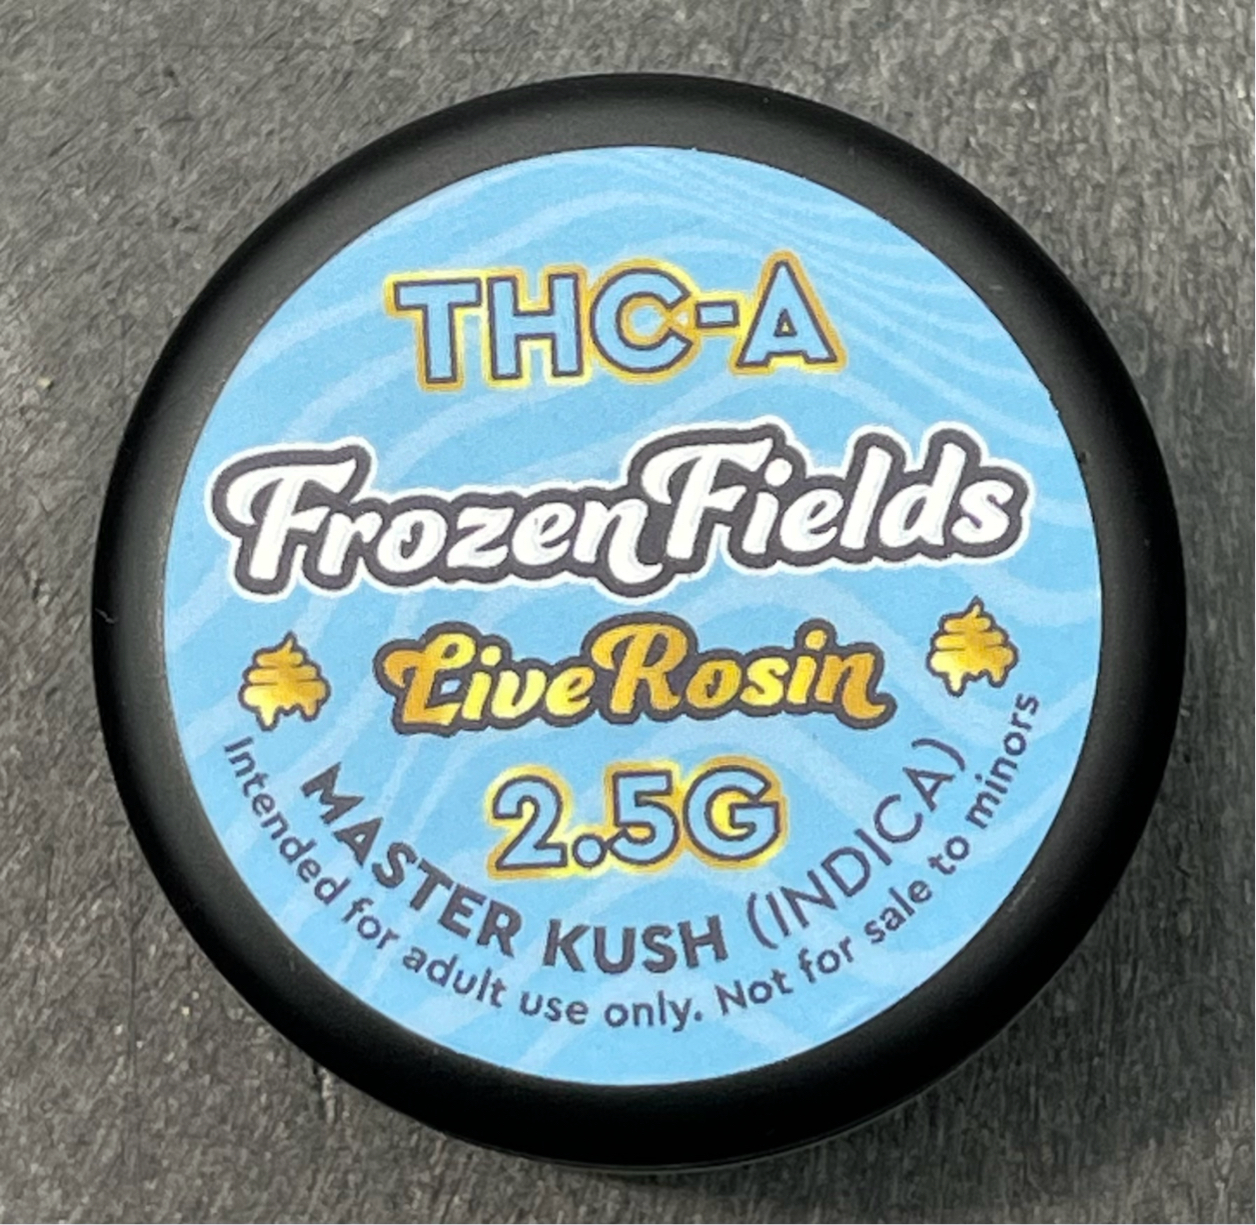 THC-A
FrozenFields
LiveRosin
2.5G
MASTER KUSH (INDICA)
Intended for adult use only. Not for sale to minors